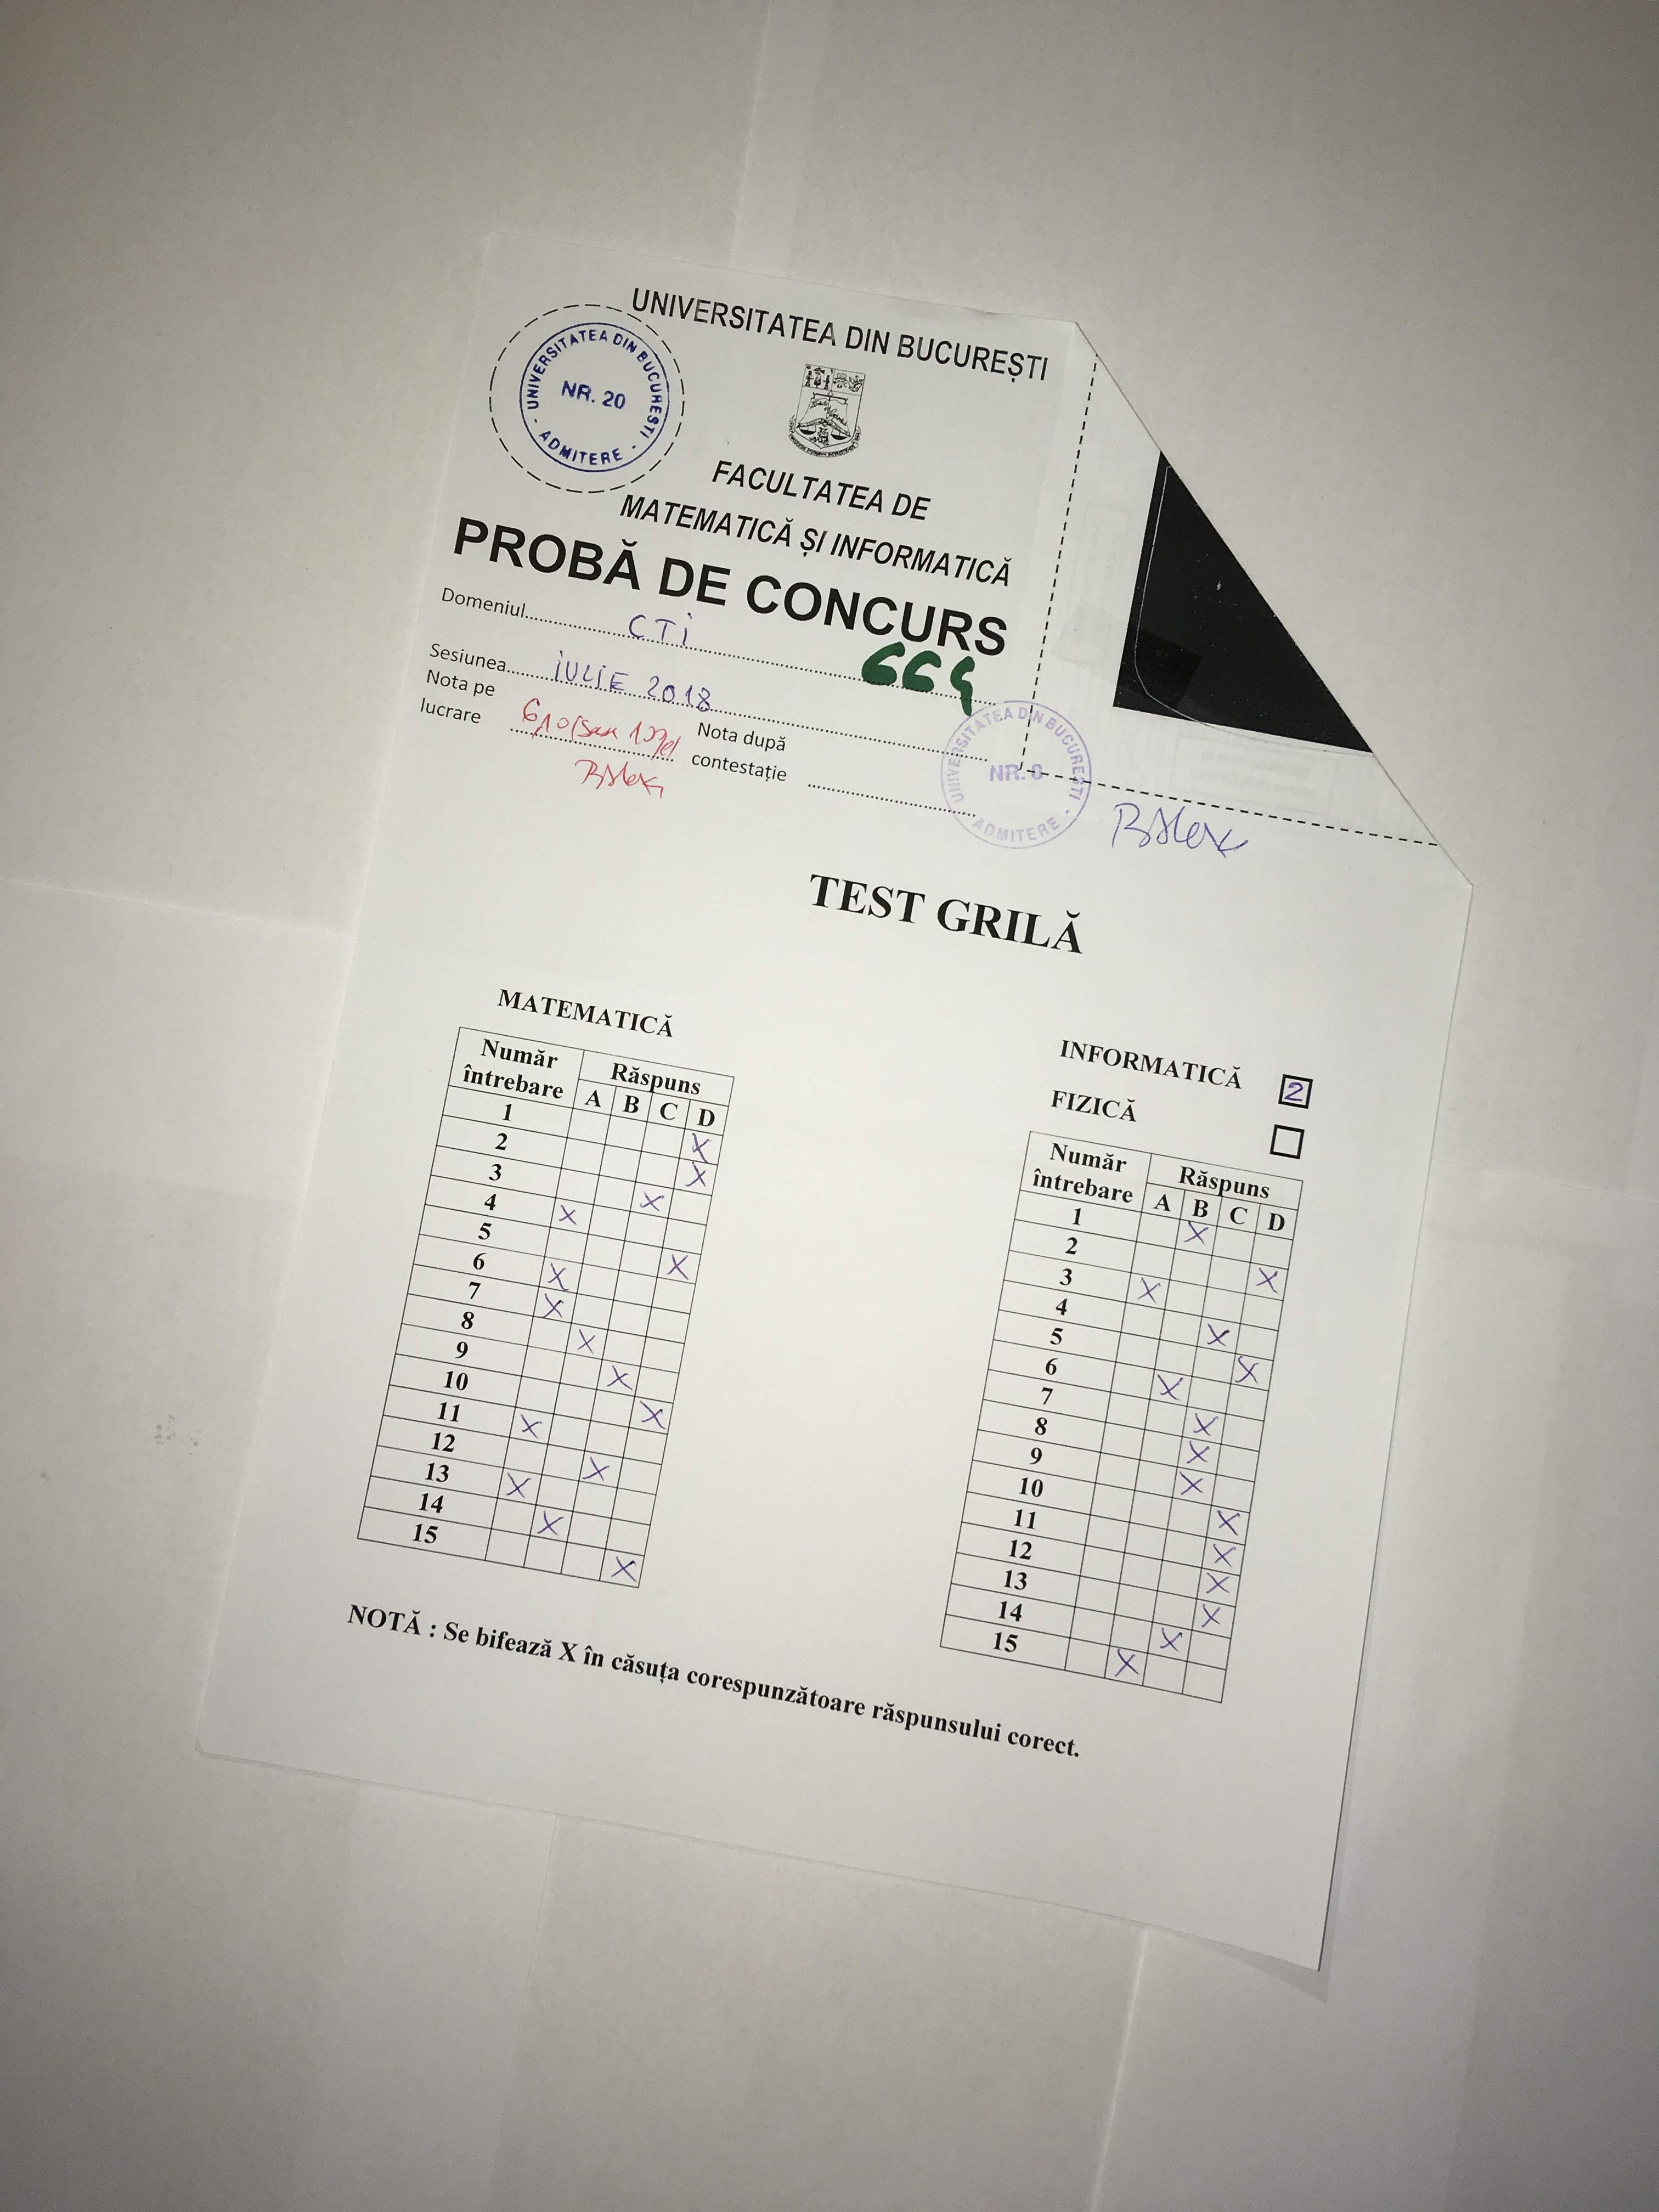 UNIVERSITATEA DIN BUCUREȘTI
UNIVERSITATEA DIN BUCUREȘTI
NR. 20
ADMITERE
FACULTATEA DE
MATEMATICĂ ȘI INFORMATICĂ
PROBĂ DE CONCURS
Domeniul CTi
664
Sesiunea iULIE 2018
Nota pe
lucrare 6,10
Nota după
contestație
UNIVERSITATEA DIN BUCUREȘTI
NR.
ADMITERE
TEST GRILĂ
MATEMATICĂ
Număr
întrebare
Răspuns
A B C D
1 X
2 X
3 X
4 X
5 X
6 X
7 X
8 X
9 X
10 X
11 X
12 X
13 X
14 X
15 X
INFORMATICĂ 2
FIZICĂ
Număr
întrebare
Răspuns
A B C D
1 X
2 X
3 X
4 X
5 X
6 X
7 X
8 X
9 X
10 X
11 X
12 X
13 X
14 X
15 X
NOTĂ : Se bifează X în căsuța corespunzătoare răspunsului corect.